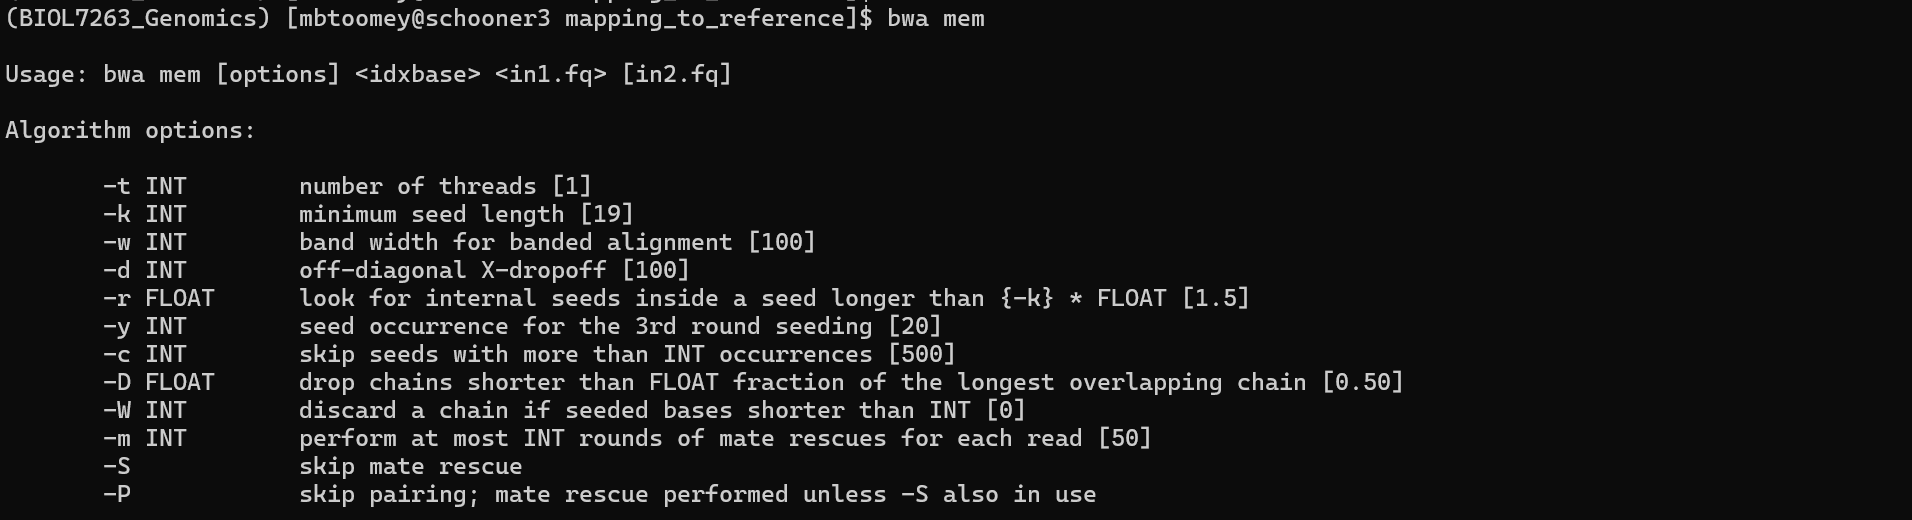 (BIOL7263_Genomics) [mbtoomey@schooner3 mapping_to_reference]$ bwa mem
Usage: bwa mem [options] <idxbase> <in1.fq> [in2.fq]
Algorithm options:
-t INT number of threads [1]
-k INT minimum seed length [19]
-w INT band width for banded alignment [100]
-d INT off-diagonal X-dropoff [100]
-r FLOAT look for internal seeds inside a seed longer than {-k} * FLOAT [1.5]
-y INT seed occurrence for the 3rd round seeding [20]
-c INT skip seeds with more than INT occurrences [500]
-D FLOAT drop chains shorter than FLOAT fraction of the longest overlapping chain [0.50]
-W INT discard a chain if seeded bases shorter than INT [0]
-m INT perform at most INT rounds of mate rescues for each read [50]
-S skip mate rescue
-P skip pairing; mate rescue performed unless -S also in use